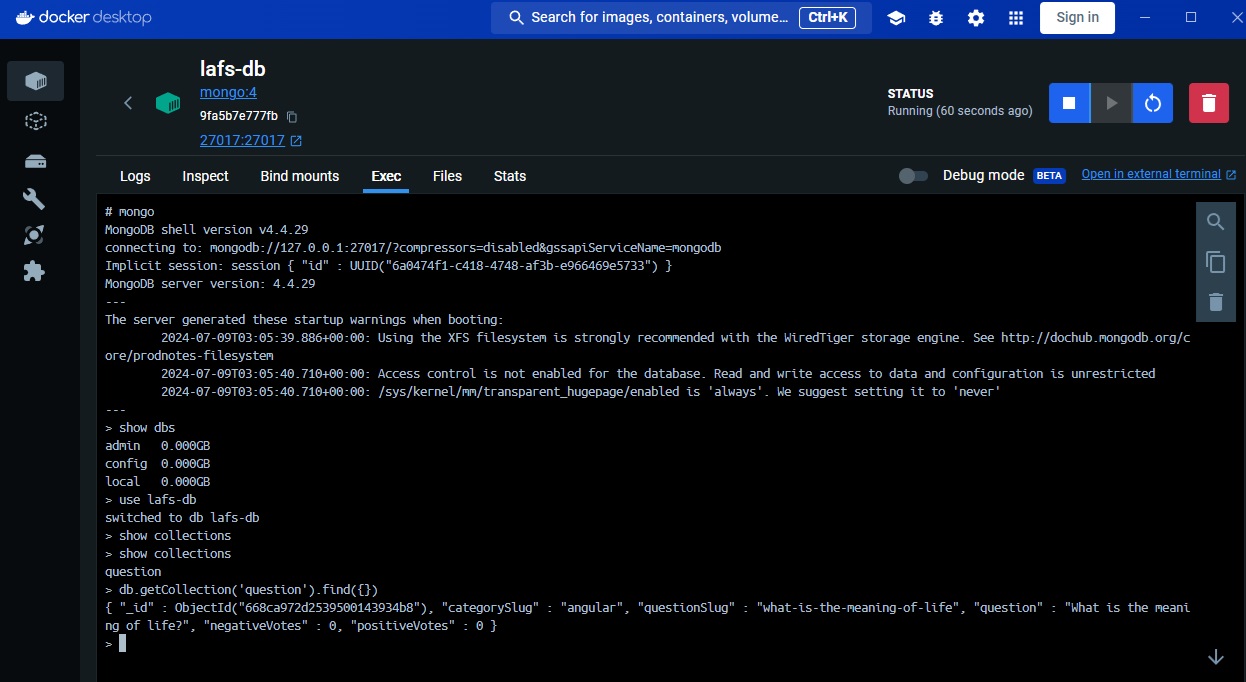 docker desktop
Search for images, containers, volume... Ctrl+K
Sign in
lafs-db
mongo:4
9fa5b7e777fb
27017:27017
STATUS
Running (60 seconds ago)
Logs Inspect Bind mounts Exec Files Stats
Debug mode BETA Open in external terminal
# mongo
MongoDB shell version v4.4.29
connecting to: mongodb://127.0.0.1:27017/?compressors=disabled&gssapiServiceName=mongodb
Implicit session: session { "id" : UUID("6a0474f1-c418-4748-af3b-e966469e5733") }
MongoDB server version: 4.4.29
---
The server generated these startup warnings when booting:
2024-07-09T03:05:39.886+00:00: Using the XFS filesystem is strongly recommended with the WiredTiger storage engine. See http://dochub.mongodb.org/c
ore/prodnotes-filesystem
2024-07-09T03:05:40.710+00:00: Access control is not enabled for the database. Read and write access to data and configuration is unrestricted
2024-07-09T03:05:40.710+00:00: /sys/kernel/mm/transparent_hugepage/enabled is 'always'. We suggest setting it to 'never'
---
> show dbs
admin 0.000GB
config 0.000GB
local 0.000GB
> use lafs-db
switched to db lafs-db
> show collections
> show collections
question
> db.getCollection('question').find({})
{ "_id" : ObjectId("668ca972d2539500143934b8"), "categorySlug" : "angular", "questionSlug" : "what-is-the-meaning-of-life", "question" : "What is the meani
ng of life?", "negativeVotes" : 0, "positiveVotes" : 0 }
>